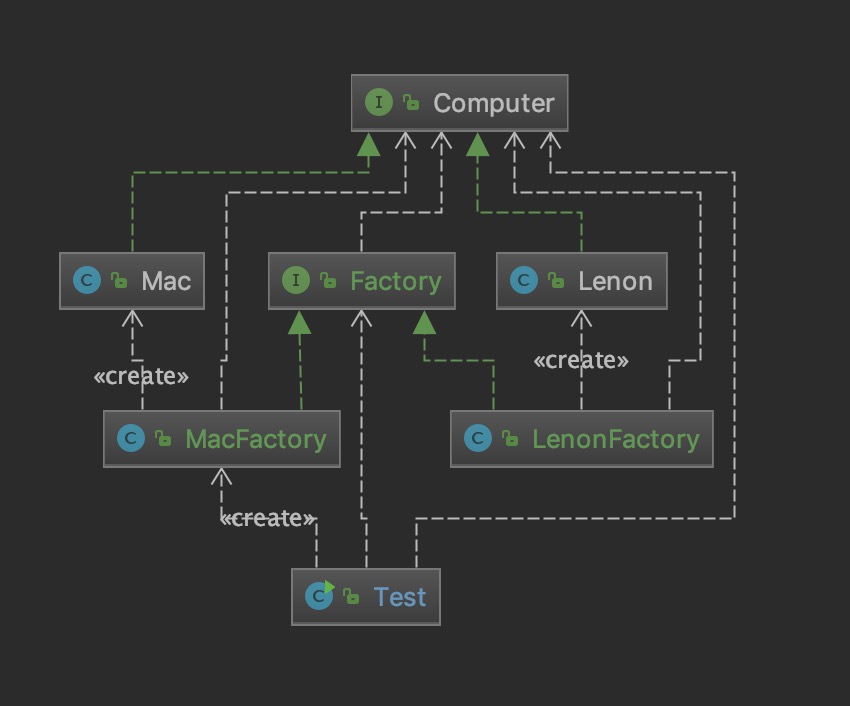 I Computer
C Mac
I Factory
C Lenon
«create»
«create»
C MacFactory
C LenonFactory
«create»
C Test